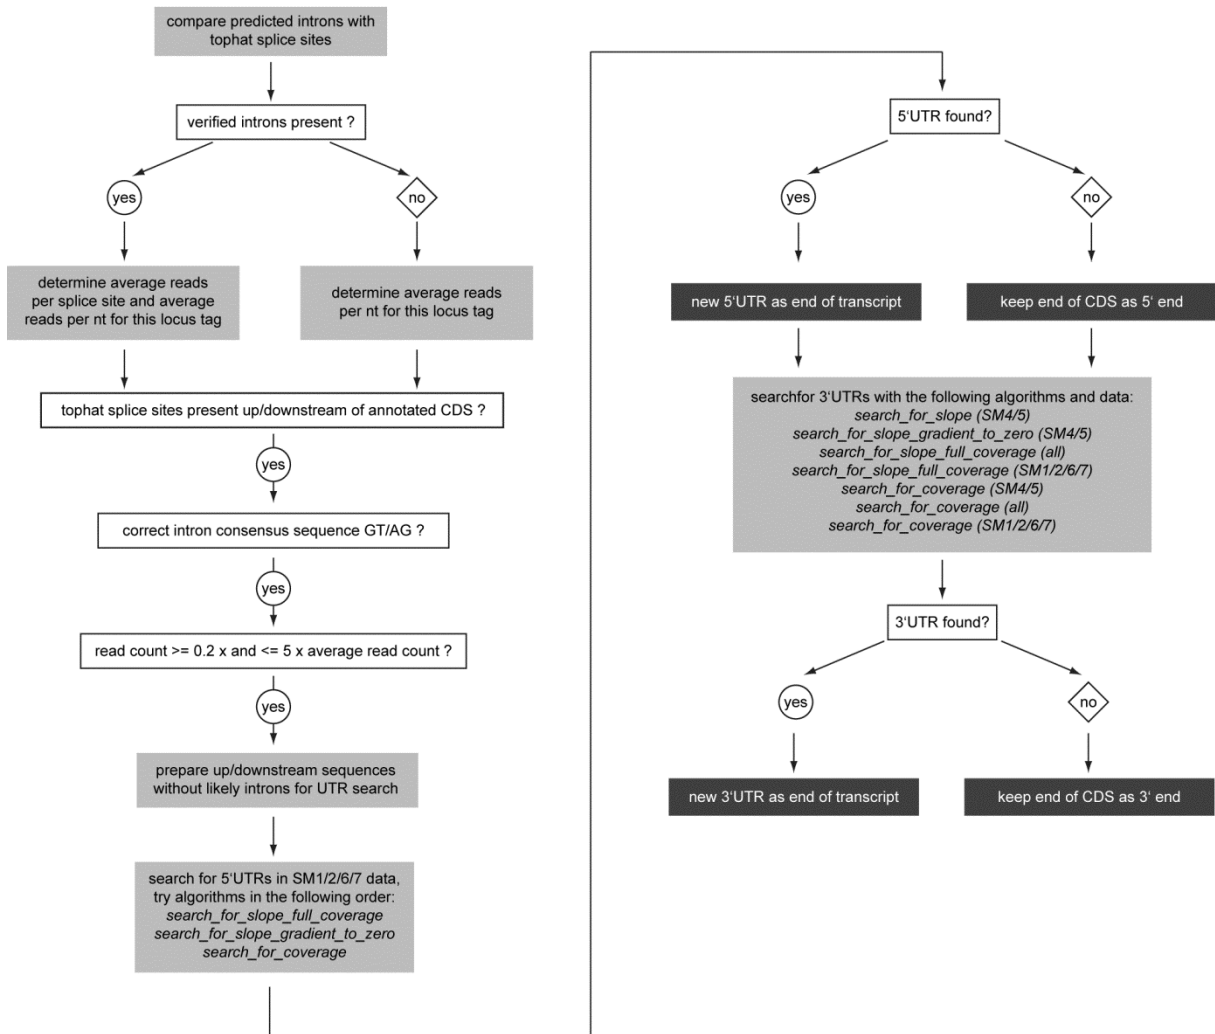 compare predicted introns with
tophat splice sites
verified introns present ?
yes
no
determine average reads
per splice site and average
reads per nt for this locus tag
determine average reads
per nt for this locus tag
tophat splice sites present up/downstream of annotated CDS ?
yes
correct intron consensus sequence GT/AG ?
yes
read count >= 0.2 x and <= 5 x average read count ?
yes
prepare up/downstream sequences
without likely introns for UTR search
search for 5‘UTRs in SM1/2/6/7 data,
try algorithms in the following order:
search_for_slope_full_coverage
search_for_slope_gradient_to_zero
search_for_coverage
5‘UTR found?
yes
no
new 5‘UTR as end of transcript
keep end of CDS as 5‘ end
searchfor 3‘UTRs with the following algorithms and data:
search_for_slope (SM4/5)
search_for_slope_gradient_to_zero (SM4/5)
search_for_slope_full_coverage (all)
search_for_slope_full_coverage (SM1/2/6/7)
search_for_coverage (SM4/5)
search_for_coverage (all)
search_for_coverage (SM1/2/6/7)
3‘UTR found?
yes
no
new 3‘UTR as end of transcript
keep end of CDS as 3‘ end